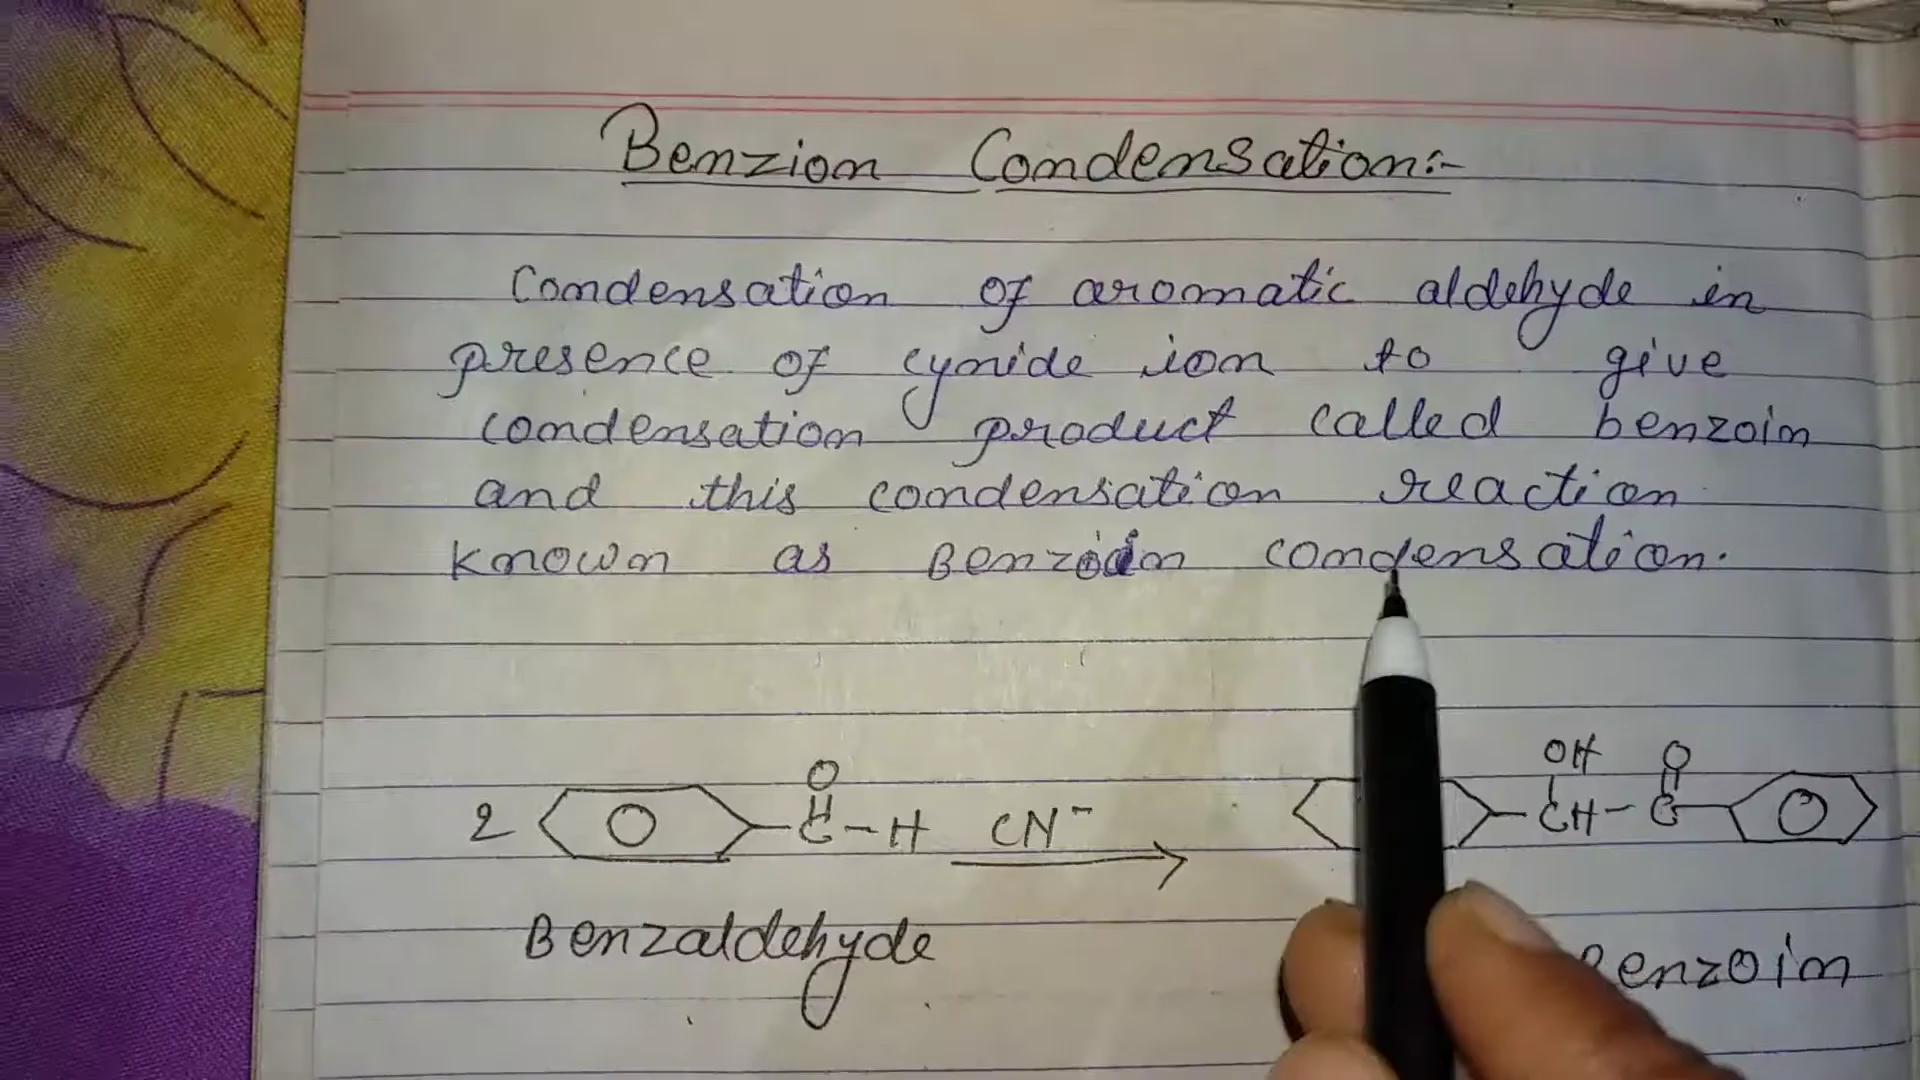 Benzion Condensation:-
Condensation of aromatic aldehyde in
presence of cynide ion to give
condensation product called benzoin
and this condensation reaction
known as Benzoin condensation.
OH O
O
2 C-H CN⁻ CH-C
Benzaldehyde enzoin